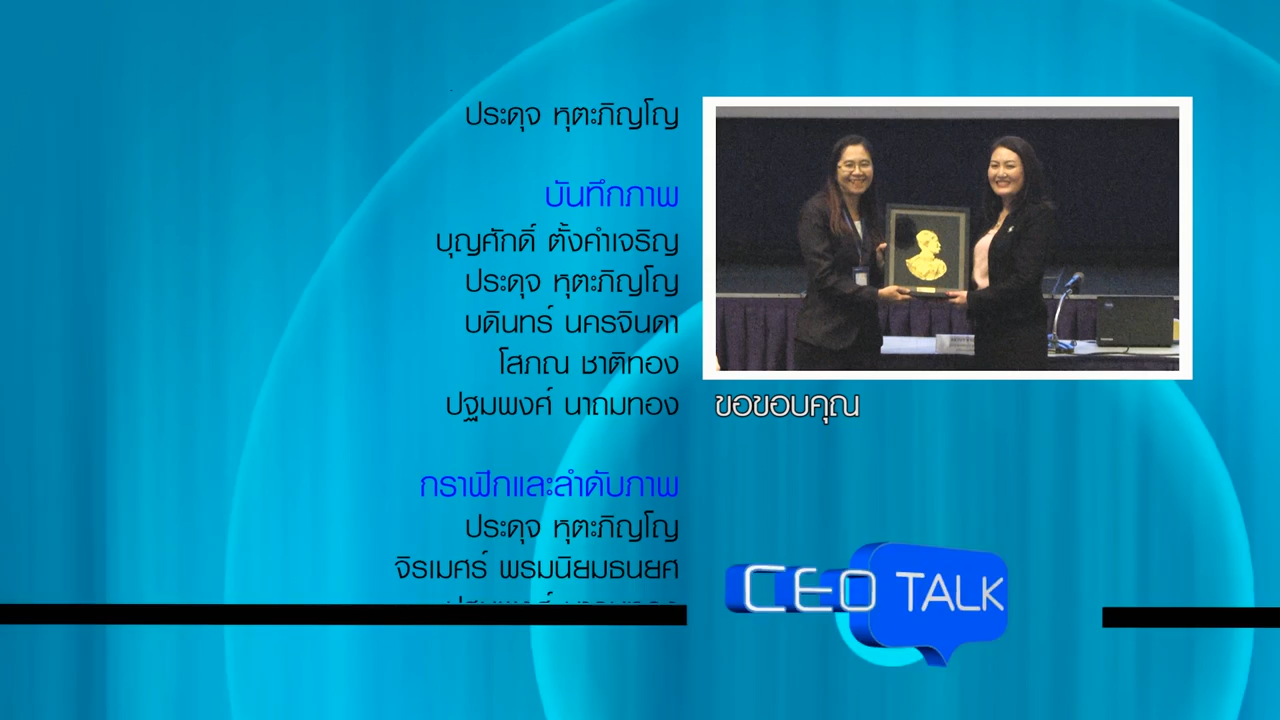 ประดุจ หุตะภิญโญ
บันทึกภาพ
บุญศักดิ์ ตั้งคำเจริญ
ประดุจ หุตะภิญโญ
บดินทร์ นครจินดา
โสภณ ชาติทอง
ปฐมพงศ์ นาถมทอง
ขอขอบคุณ
กราฟิกและลำดับภาพ
ประดุจ หุตะภิญโญ
จิรเมศร์ พรมนิยมธนยศ
CEO TALK